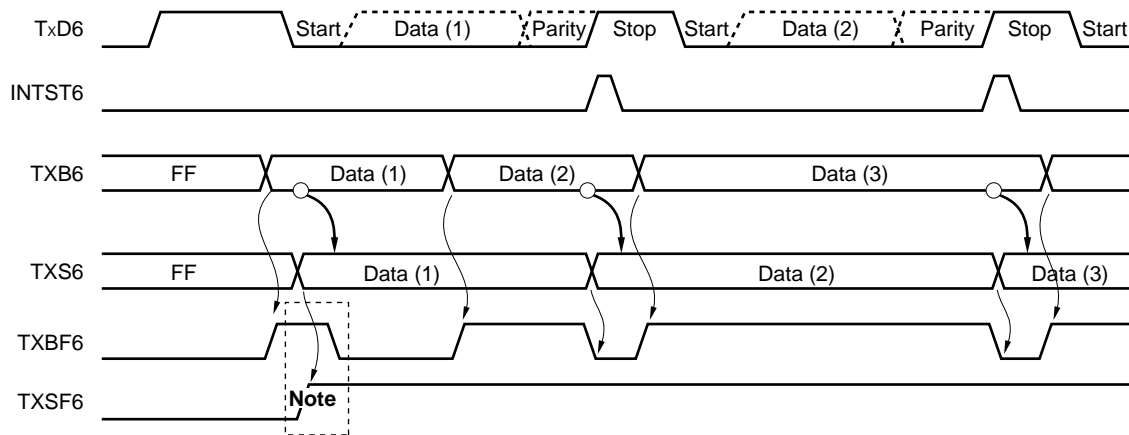 TxD6 Start Data (1) Parity Stop Start Data (2) Parity Stop Start
INTST6
TXB6 FF Data (1) Data (2) Data (3)
TXS6 FF Data (1) Data (2) Data (3)
TXBF6
TXSF6 Note